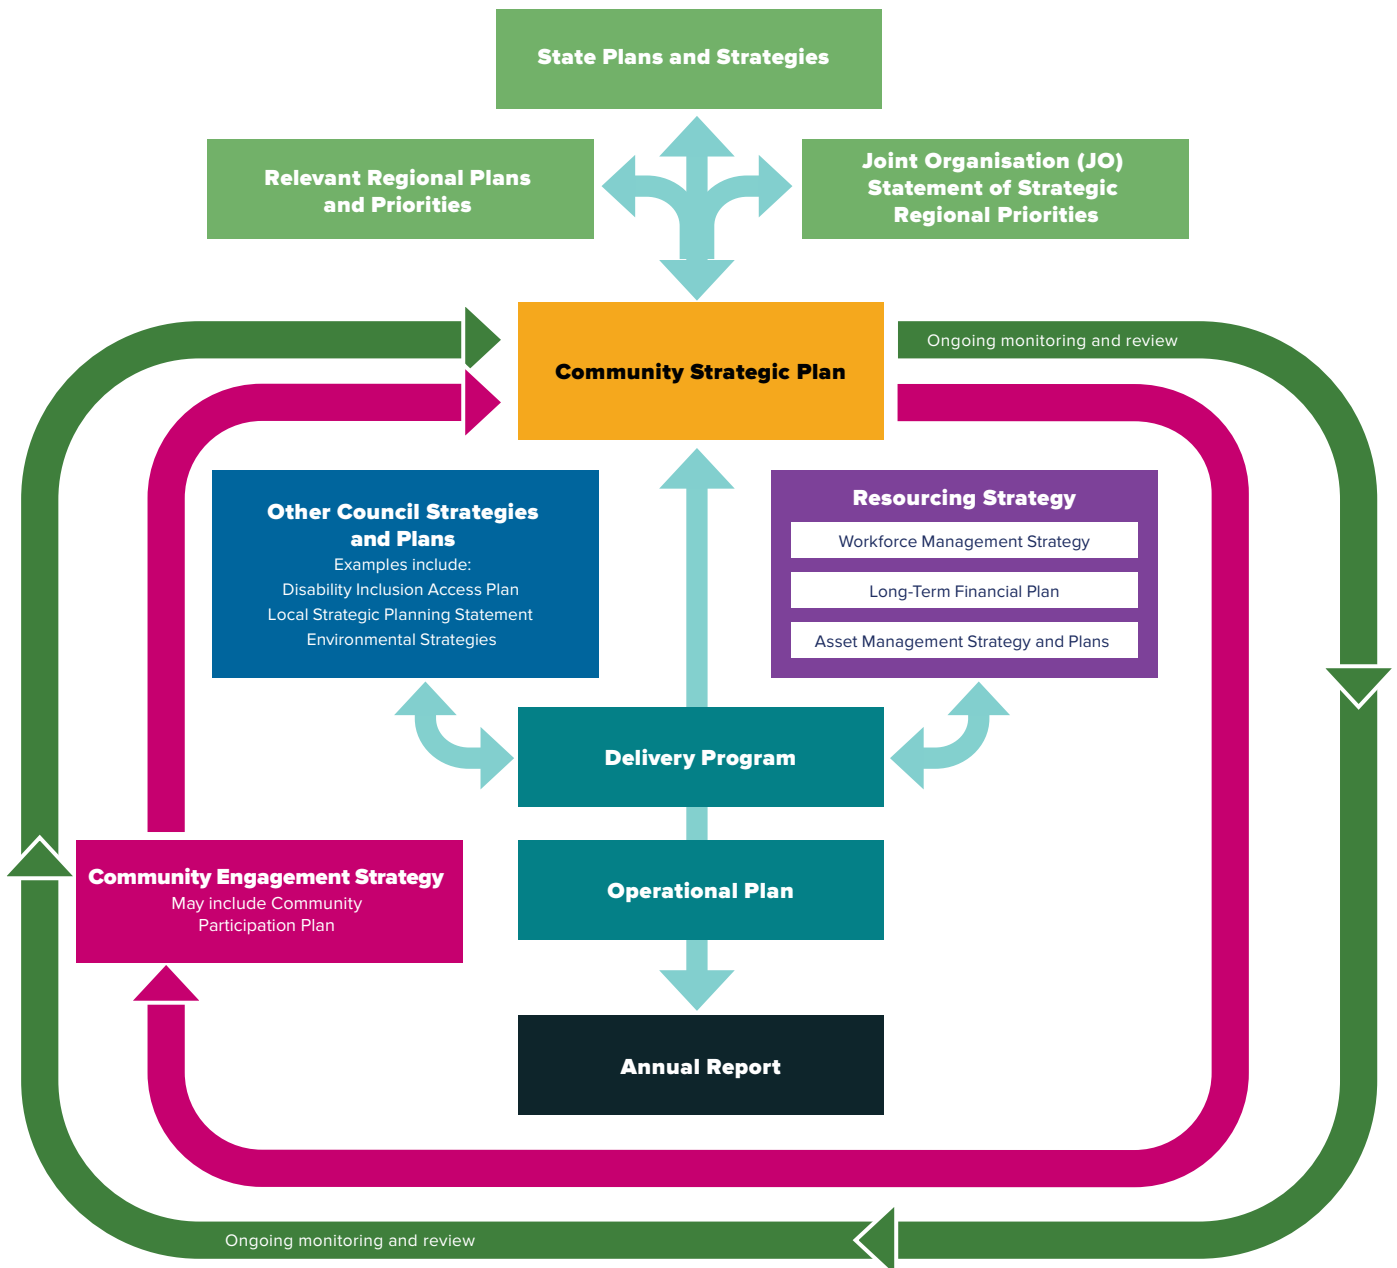 State Plans and Strategies
Relevant Regional Plans
and Priorities
Joint Organisation (JO)
Statement of Strategic
Regional Priorities
Community Strategic Plan
Ongoing monitoring and review
Other Council Strategies
and Plans
Examples include:
Disability Inclusion Access Plan
Local Strategic Planning Statement
Environmental Strategies
Resourcing Strategy
Workforce Management Strategy
Long-Term Financial Plan
Asset Management Strategy and Plans
Delivery Program
Community Engagement Strategy
May include Community
Participation Plan
Operational Plan
Annual Report
Ongoing monitoring and review